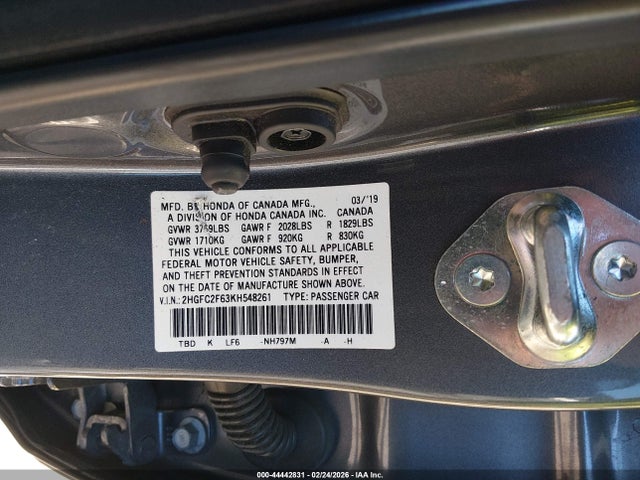 MFD. BY HONDA OF CANADA MFG., 03/'19
A DIVISION OF HONDA CANADA INC. CANADA
GVWR 3769LBS GAWR F 2028LBS R 1829LBS
GVWR 1710KG GAWR F 920KG R 830KG
THIS VEHICLE CONFORMS TO ALL APPLICABLE
FEDERAL MOTOR VEHICLE SAFETY, BUMPER,
AND THEFT PREVENTION STANDARDS IN EFFECT
ON THE DATE OF MANUFACTURE SHOWN ABOVE.
V.I.N.: 2HGFC2F63KH548261 TYPE: PASSENGER CAR
TBD K LF6 -NH797M -A -H
000-44442831 - 02/24/2026 - IAA Inc.